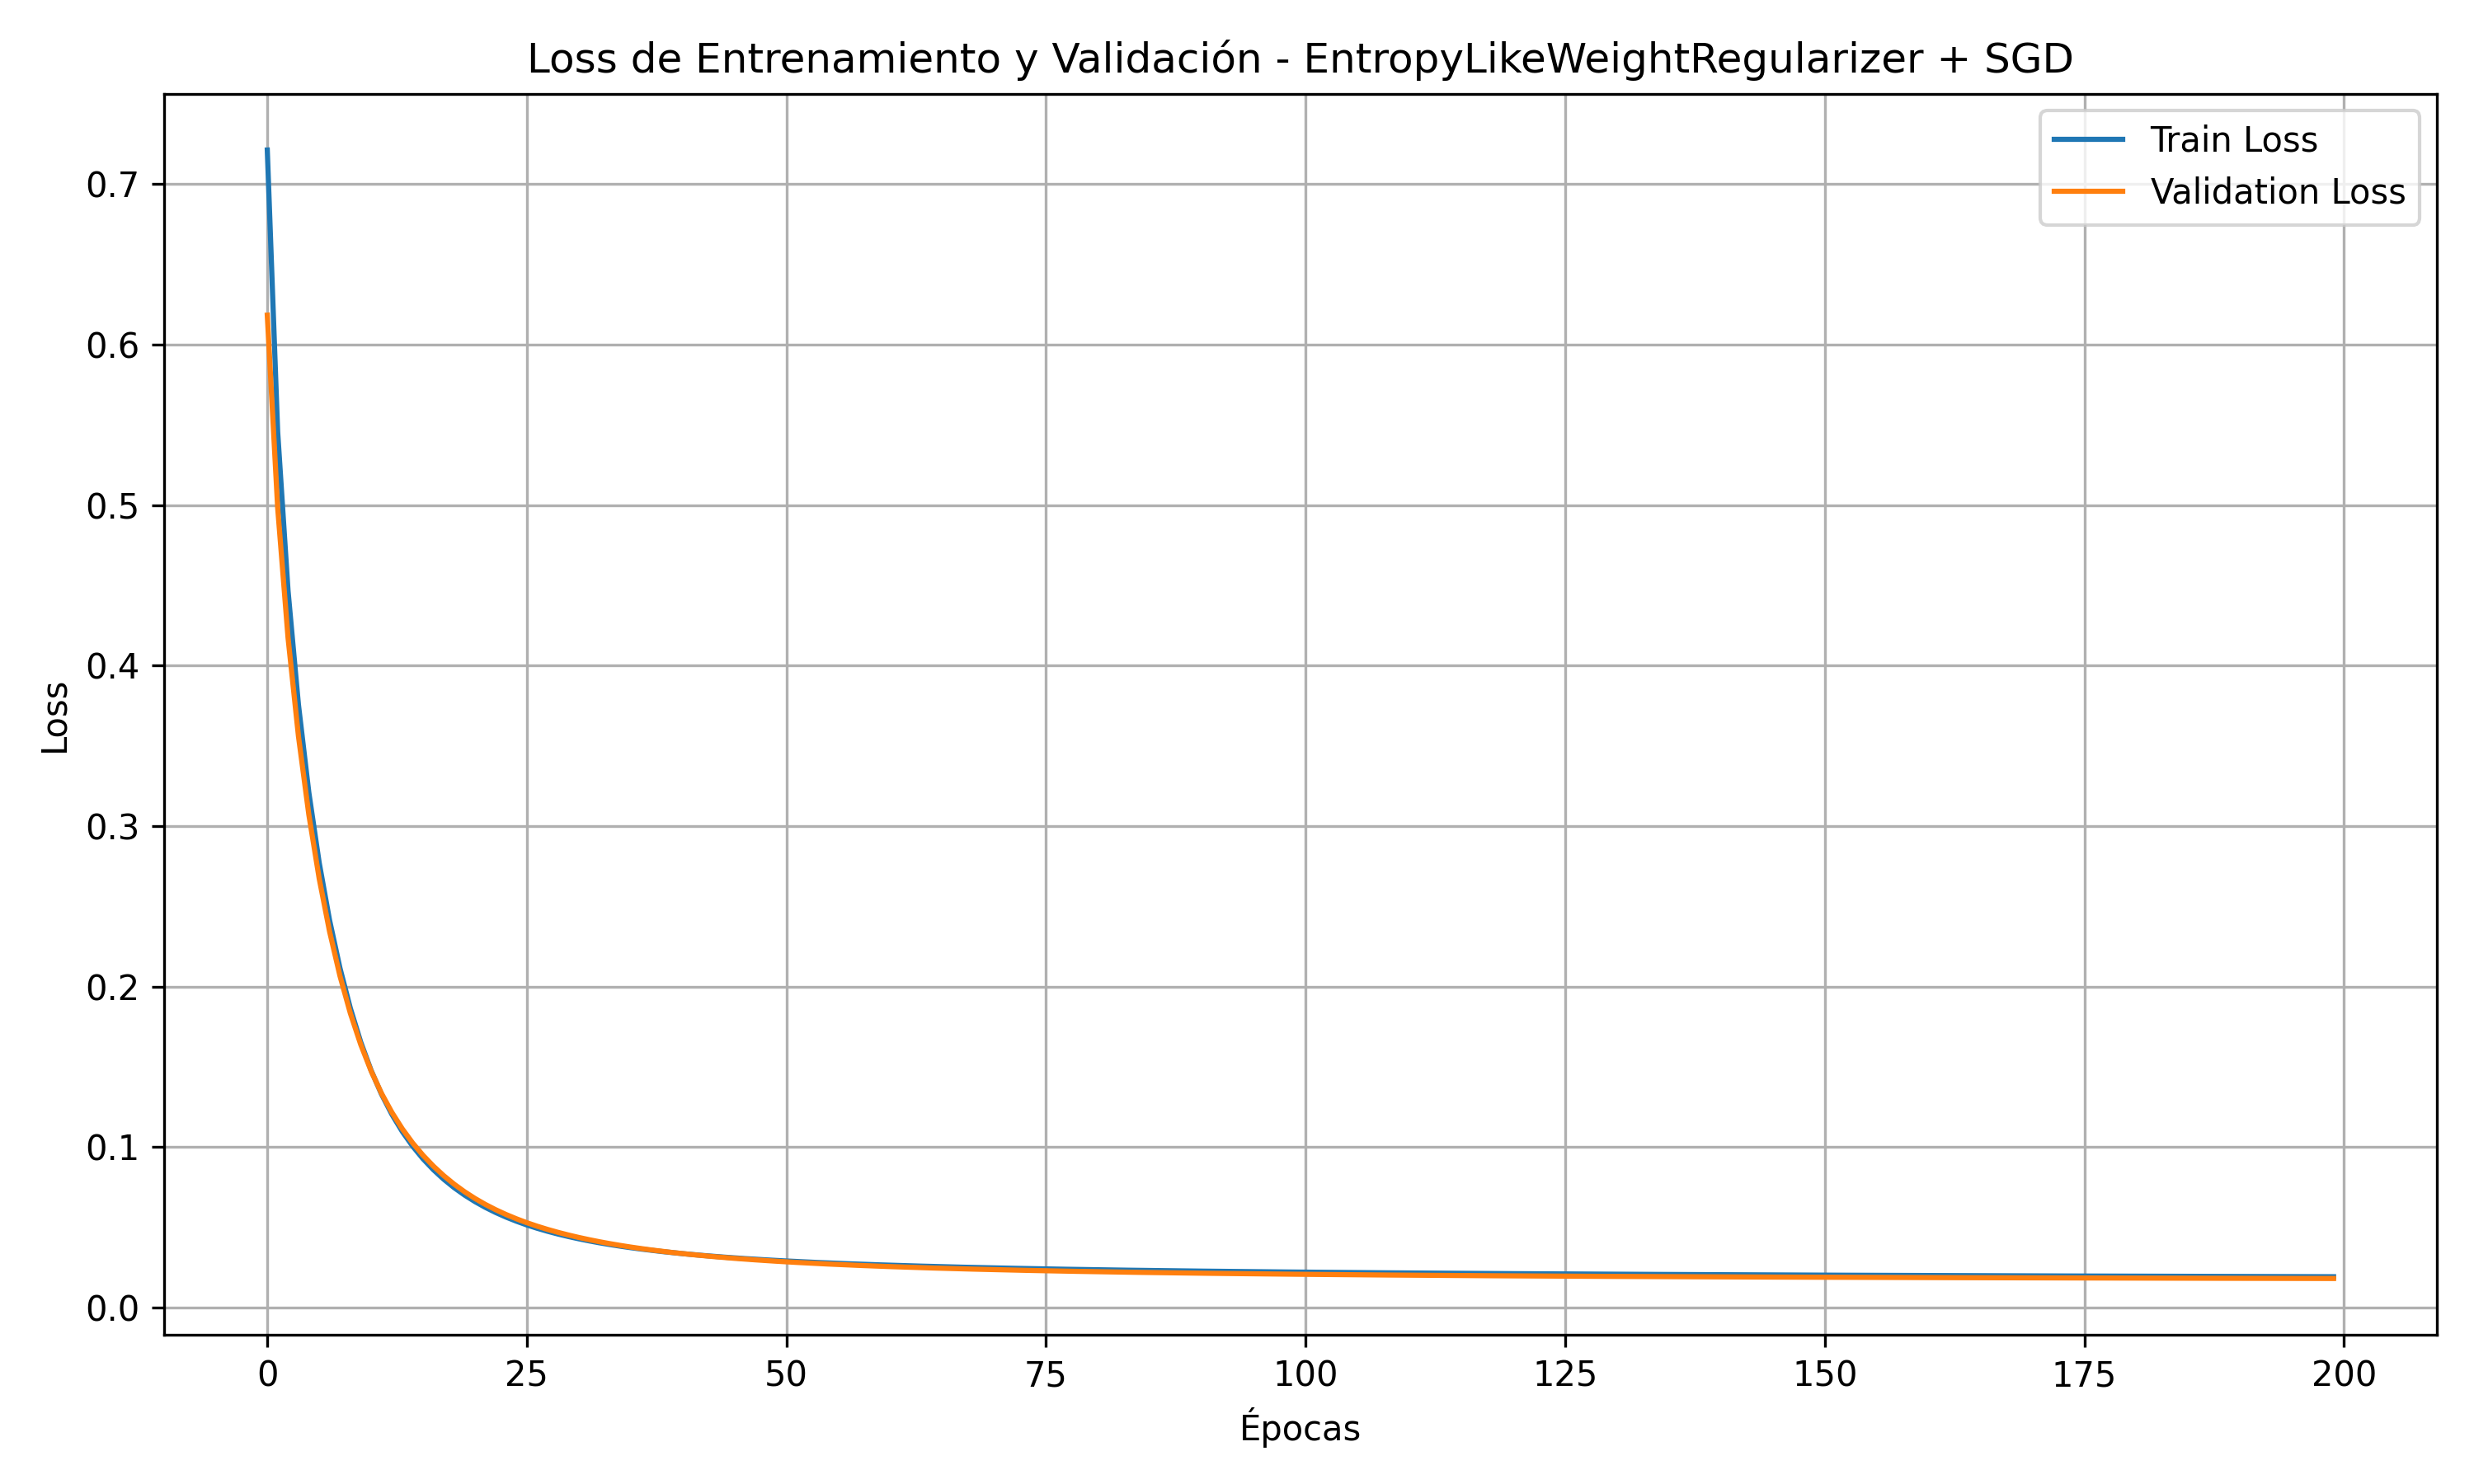 Loss de Entrenamiento y Validación - EntropyLikeWeightRegularizer + SGD
Train Loss
Validation Loss
Loss
0.7
0.6
0.5
0.4
0.3
0.2
0.1
0.0
0 25 50 75 100 125 150 175 200
Épocas